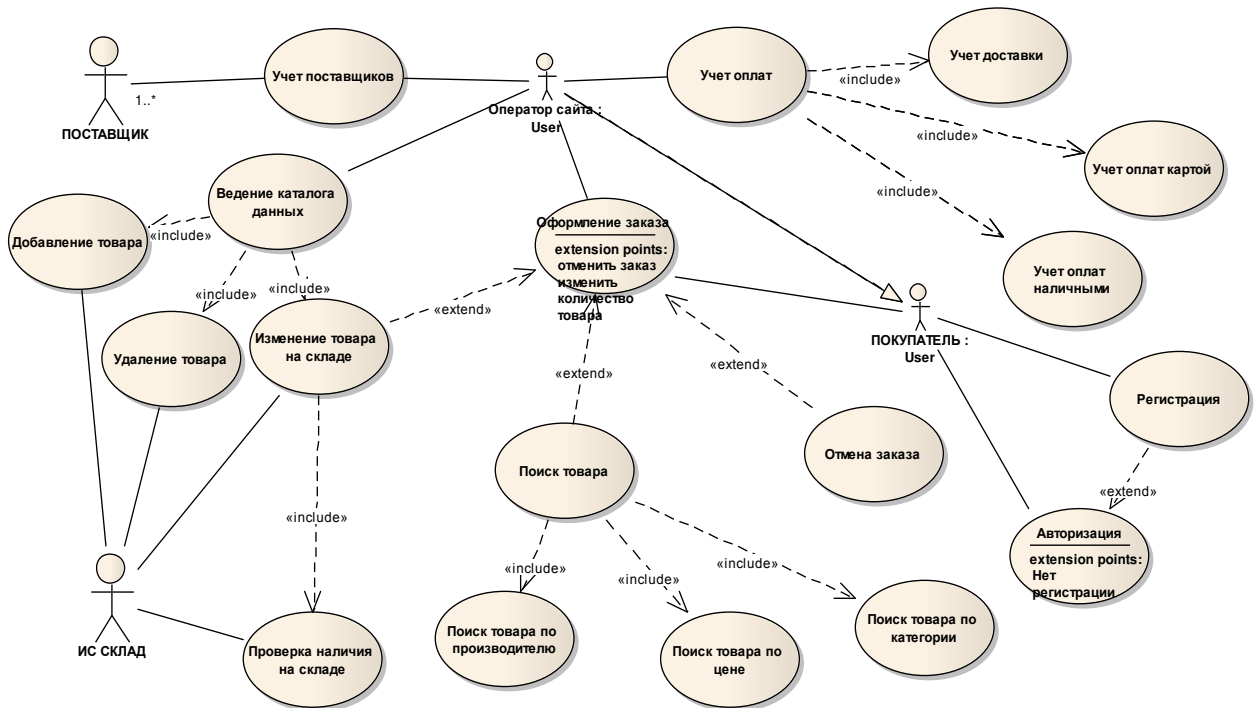 Учет поставщиков
1..*
ПОСТАВЩИК
Оператор сайта :
User
Учет оплат
«include»
Учет доставки
«include»
Учет оплат картой
«include»
Учет оплат
наличными
Ведение каталога
данных
Добавление товара
«include»
«include»
«include»
Удаление товара
Изменение товара
на складе
«extend»
Оформление заказа
extension points:
отменить заказ
изменить
количество
товара
ПОКУПАТЕЛЬ :
User
«extend»
«extend»
Регистрация
Отмена заказа
Поиск товара
«extend»
Авторизация
extension points:
Нет
регистрации
«include»
«include»
«include»
«include»
ИС СКЛАД
Проверка наличия
на складе
Поиск товара по
производителю
Поиск товара по
цене
Поиск товара по
категории